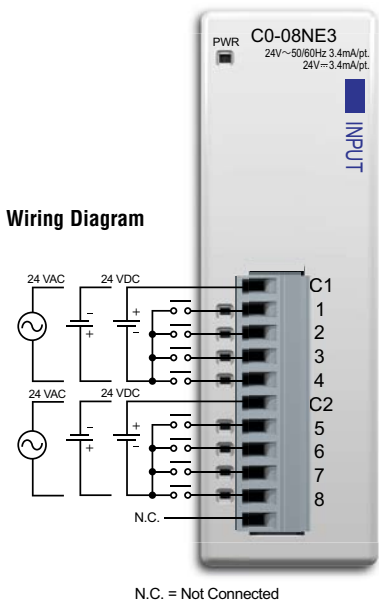 PWR
C0-08NE3
24V~50/60Hz 3.4mA/pt.
24V⎓3.4mA/pt.
INPUT
Wiring Diagram
24 VAC
24 VDC
C1
1
2
3
4
24 VAC
24 VDC
C2
5
6
7
8
N.C.
N.C. = Not Connected